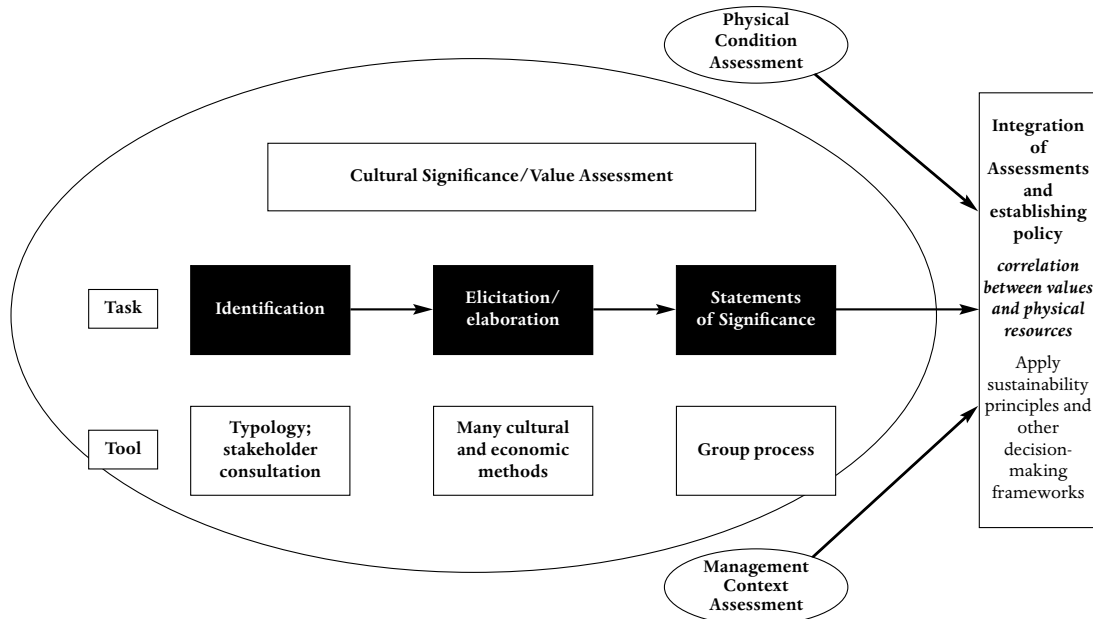 Physical
Condition
Assessment
Cultural Significance/Value Assessment
Task
Identification
Elicitation/
elaboration
Statements
of Significance
Tool
Typology;
stakeholder
consultation
Many cultural
and economic
methods
Group process
Management
Context
Assessment
Integration
of
Assessments
and
establishing
policy
correlation
between values
and physical
resources
Apply
sustainability
principles and
other
decision-
making
frameworks